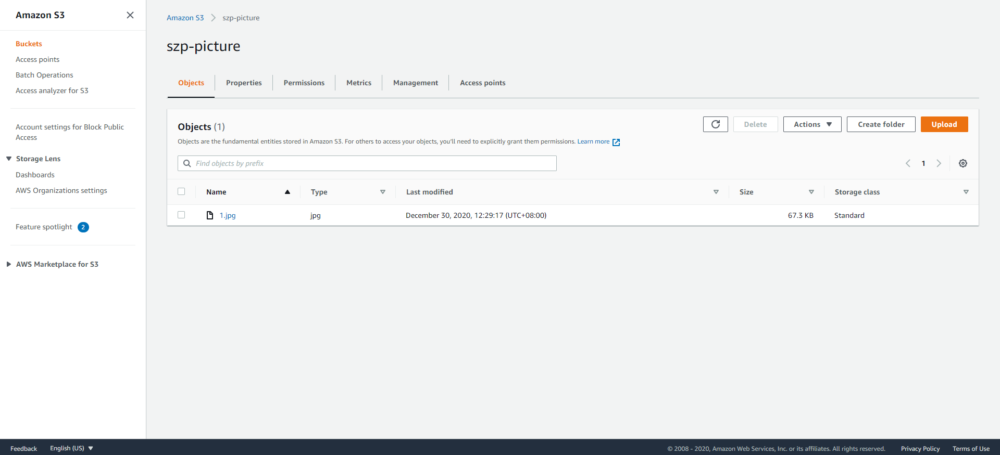 Amazon S3
Buckets
Access points
Batch Operations
Access analyzer for S3
Account settings for Block Public
Access
Storage Lens
Dashboards
AWS Organizations settings
Feature spotlight 2
AWS Marketplace for S3
Amazon S3 szp-picture
szp-picture
Objects Properties Permissions Metrics Management Access points
Objects (1)
Delete Actions Create folder Upload
Objects are the fundamental entities stored in Amazon S3. For others to access your objects, you’ll need to explicitly grant them permissions. Learn more
Find objects by prefix
1
Name Type Last modified Size Storage class
1.jpg jpg December 30, 2020, 12:29:17 (UTC+08:00) 67.3 KB Standard
Feedback English (US) © 2008 - 2020, Amazon Web Services, Inc. or its affiliates. All rights reserved. Privacy Policy Terms of Use